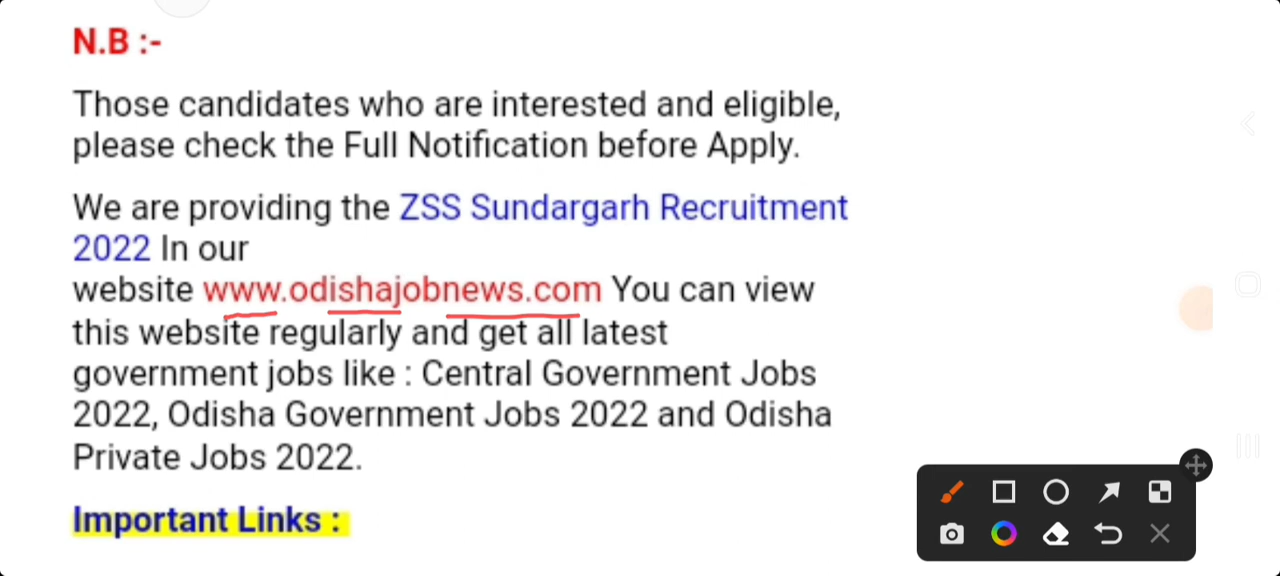 N.B :-
Those candidates who are interested and eligible,
please check the Full Notification before Apply.
We are providing the ZSS Sundargarh Recruitment
2022 In our
website www.odishajobnews.com You can view
this website regularly and get all latest
government jobs like : Central Government Jobs
2022, Odisha Government Jobs 2022 and Odisha
Private Jobs 2022.
Important Links :